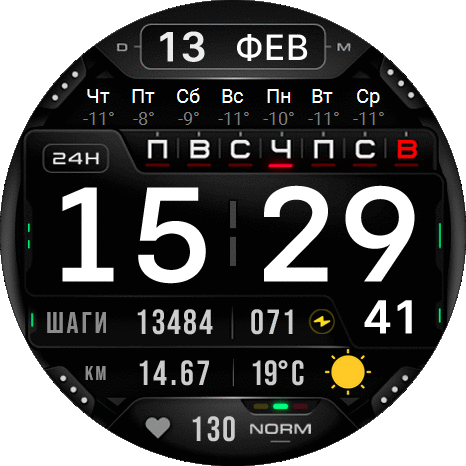 D 13 ФЕВ M
Чт Пт Сб Вс Пн Вт Ср
-11° -8° -9° -11° -10° -11° -11°
24H П В С Ч П С В
15 29
ШАГИ 13484 071 41
КМ 14.67 19°C
130 NORM